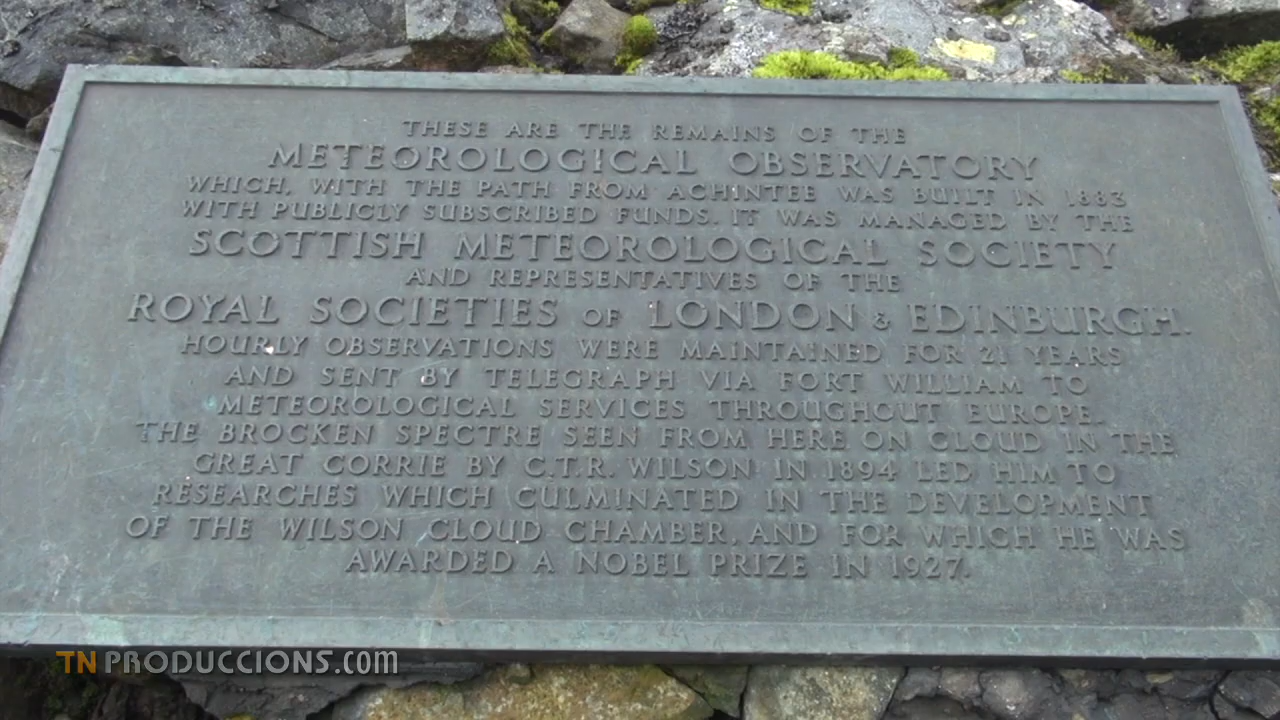 THESE ARE THE REMAINS OF THE
METEOROLOGICAL OBSERVATORY
WHICH, WITH THE PATH FROM ACHINTEE WAS BUILT IN 1883
WITH PUBLICLY SUBSCRIBED FUNDS. IT WAS MANAGED BY THE
SCOTTISH METEOROLOGICAL SOCIETY
AND REPRESENTATIVES OF THE
ROYAL SOCIETIES OF LONDON & EDINBURGH.
HOURLY OBSERVATIONS WERE MAINTAINED FOR 21 YEARS
AND SENT BY TELEGRAPH VIA FORT WILLIAM TO
METEOROLOGICAL SERVICES THROUGHOUT EUROPE.
THE BROCKEN SPECTRE SEEN FROM HERE ON CLOUD IN THE
GREAT CORRIE BY C.T.R. WILSON IN 1894 LED HIM TO
RESEARCHES WHICH CULMINATED IN THE DEVELOPMENT
OF THE WILSON CLOUD CHAMBER, AND FOR WHICH HE WAS
AWARDED A NOBEL PRIZE IN 1927.
TN PRODUCCIONS.COM